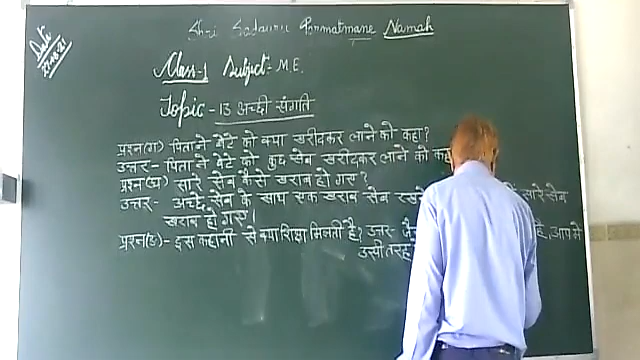 Shri Sadguru Parmatmane Namah
Date
Class-1 Subject:- M.E.
Topic - 13 अच्छी संगति
प्रश्न(ग)- पिता ने बेटे को क्या खरीदकर लाने को कहा?
उत्तर- पिता ने बेटे को कुछ सेब खरीदकर लाने को कहा
प्रश्न(घ)- सारे सेब कैसे खराब हो गए?
उत्तर- अच्छे सेब के साथ एक खराब सेब रखने सारे सेब
खराब हो गए।
प्रश्न(ङ)- इस कहानी से क्या शिक्षा मिलती है? उत्तर- है, आप में
उसी तरह